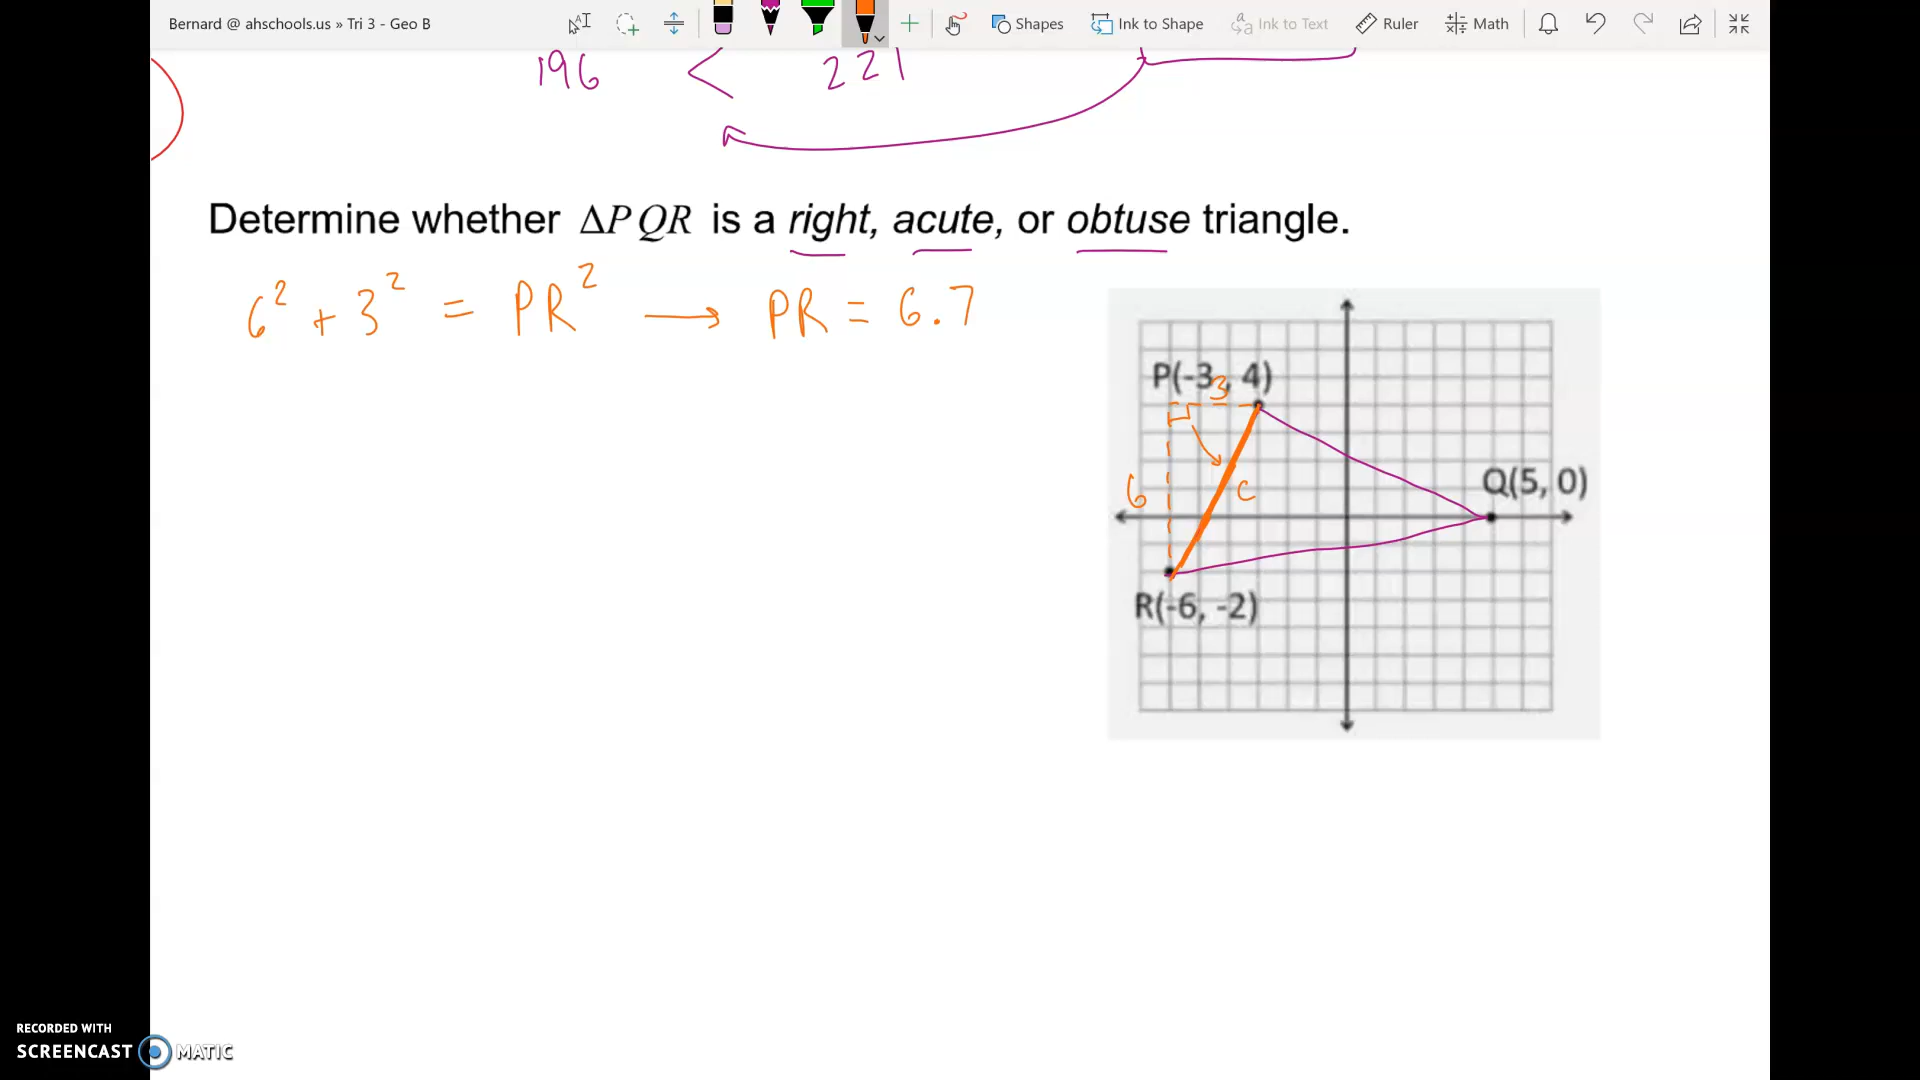 Bernard @ ahschools.us » Tri 3 - Geo B
Shapes
Ink to Shape
Ink to Text
Ruler
Math
196 < 221
Determine whether ΔPQR is a right, acute, or obtuse triangle.
6² + 3² = PR² → PR = 6.7
P(-3, 4)
3
6
C
Q(5, 0)
R(-6, -2)
RECORDED WITH
SCREENCAST MATIC